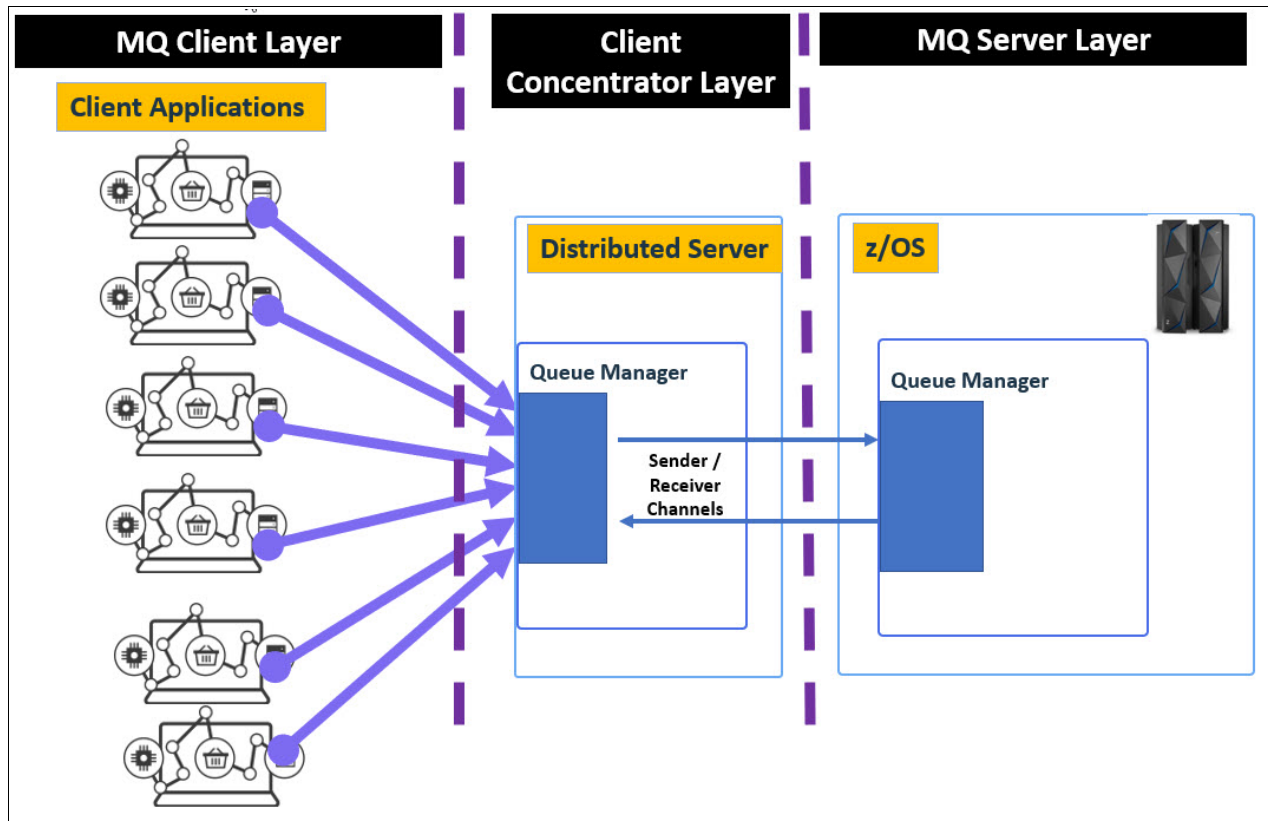 MQ Client Layer
Client
Concentrator Layer
MQ Server Layer
Client Applications
Distributed Server
z/OS
Queue Manager
Queue Manager
Sender /
Receiver
Channels